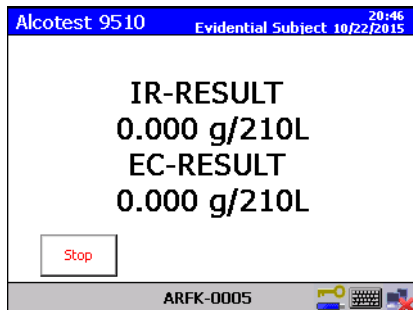 Alcotest 9510
20:46
Evidential Subject 10/22/2015
IR-RESULT
0.000 g/210L
EC-RESULT
0.000 g/210L
Stop
ARFK-0005